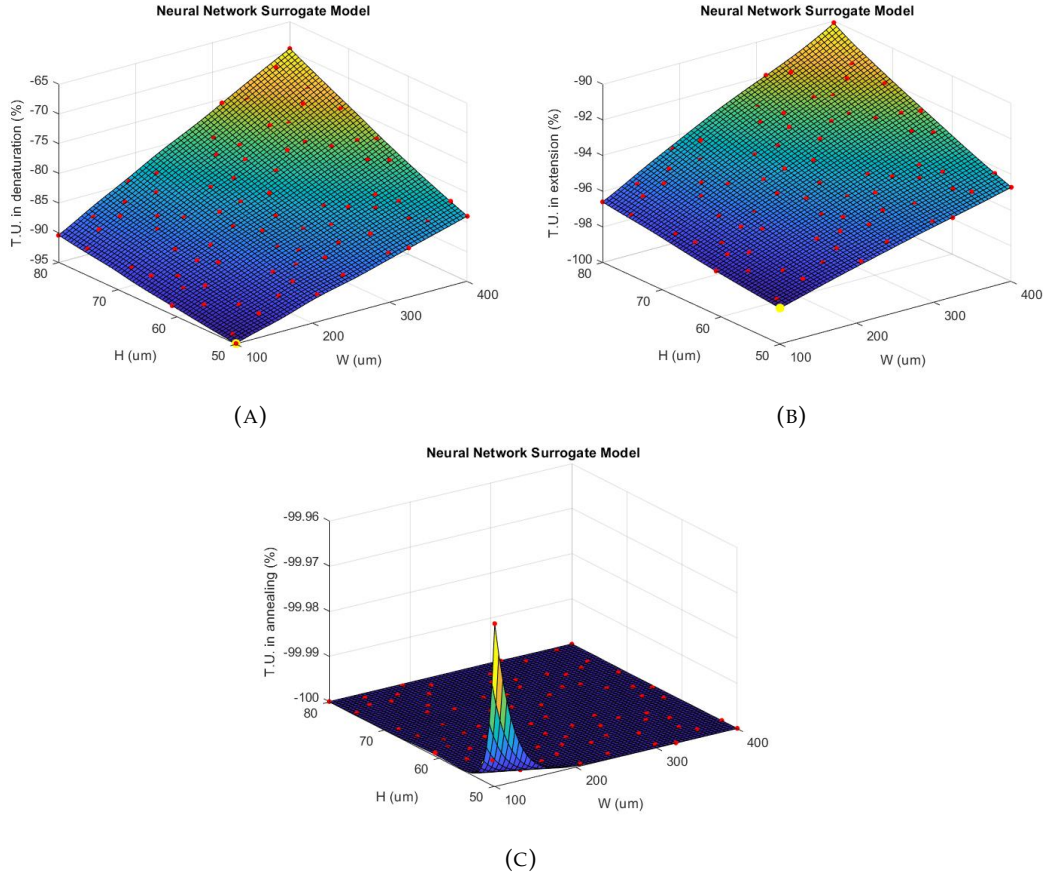 Neural Network Surrogate Model
T.U. in denaturation (%)
-65
-70
-75
-80
-85
-90
-95
80
70
60
50
H (um)
100
200
300
400
W (um)
(A)
Neural Network Surrogate Model
T.U. in extension (%)
-90
-92
-94
-96
-98
-100
80
70
60
50
H (um)
100
200
300
400
W (um)
(B)
Neural Network Surrogate Model
T.U. in annealing (%)
-99.96
-99.97
-99.98
-99.99
-100
80
70
60
50
H (um)
100
200
300
400
W (um)
(C)